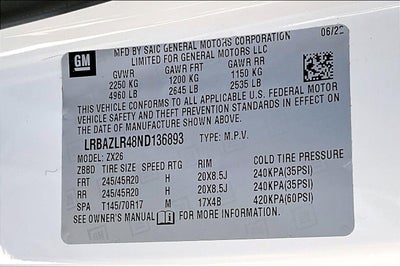 GM
MFD BY SAIC GENERAL MOTORS CORPORATION 06/22
LIMITED FOR GENERAL MOTORS LLC
GVWR GAWR FRT GAWR RR
2250 KG 1200 KG 1150 KG
4960 LB 2645 LB 2535 LB
THIS VEHICLE CONFORMS TO ALL APPLICABLE U.S. FEDERAL MOTOR
VEHICLE SAFETY AND THEFT PREVENTION STANDARDS IN EFFECT ON
THE DATE OF MANUFACTURE SHOWN ABOVE.
LRBAZLR48ND136893 TYPE: M.P.V.
MODEL: ZX26
ZBBD TIRE SIZE SPEED RTG RIM COLD TIRE PRESSURE
FRT 245/45R20 H 20X8.5J 240KPA(35PSI)
RR 245/45R20 H 20X8.5J 240KPA(35PSI)
SPA T145/70R17 M 17X4B 420KPA(60PSI)
SEE OWNER'S MANUAL FOR MORE INFORMATION.